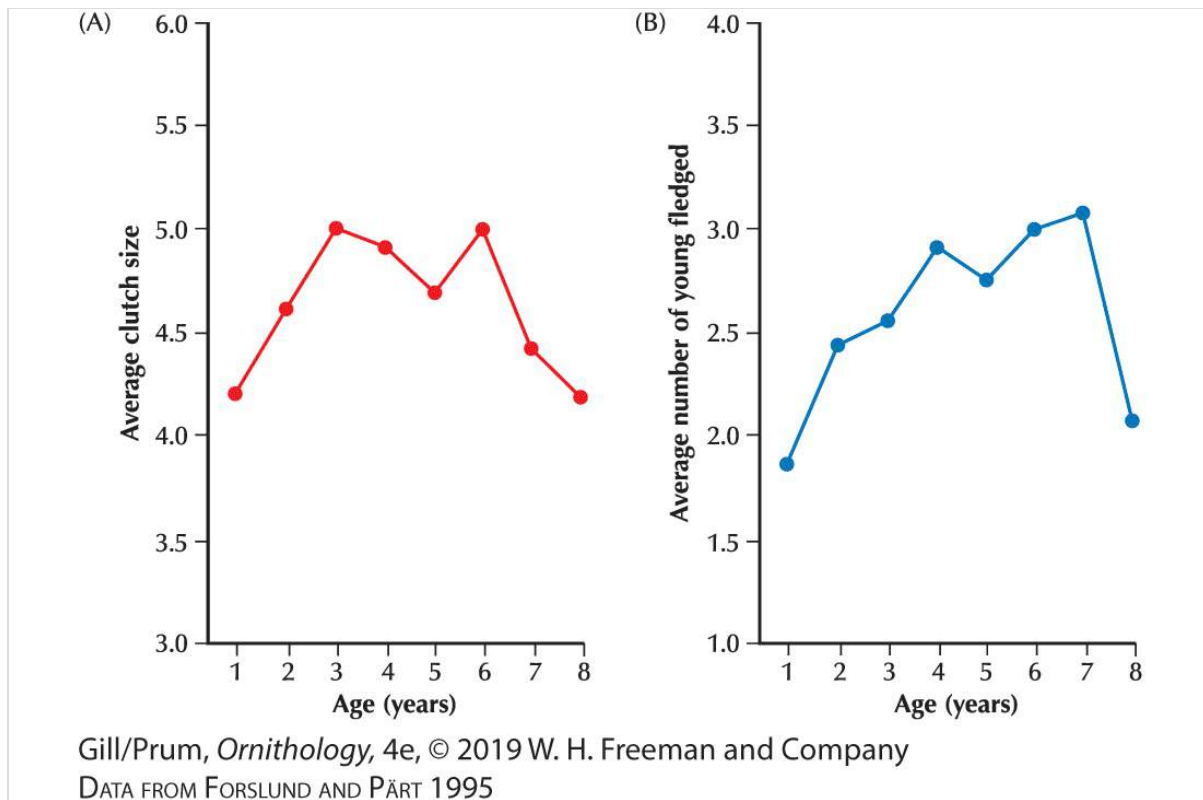 (A)
6.0
5.5
5.0
4.5
4.0
3.5
3.0
Average clutch size
1 2 3 4 5 6 7 8
Age (years)
(B)
4.0
3.5
3.0
2.5
2.0
1.5
1.0
Average number of young fledged
1 2 3 4 5 6 7 8
Age (years)
Gill/Prum, Ornithology, 4e, © 2019 W. H. Freeman and Company
DATA FROM FORSLUND AND PÄRT 1995